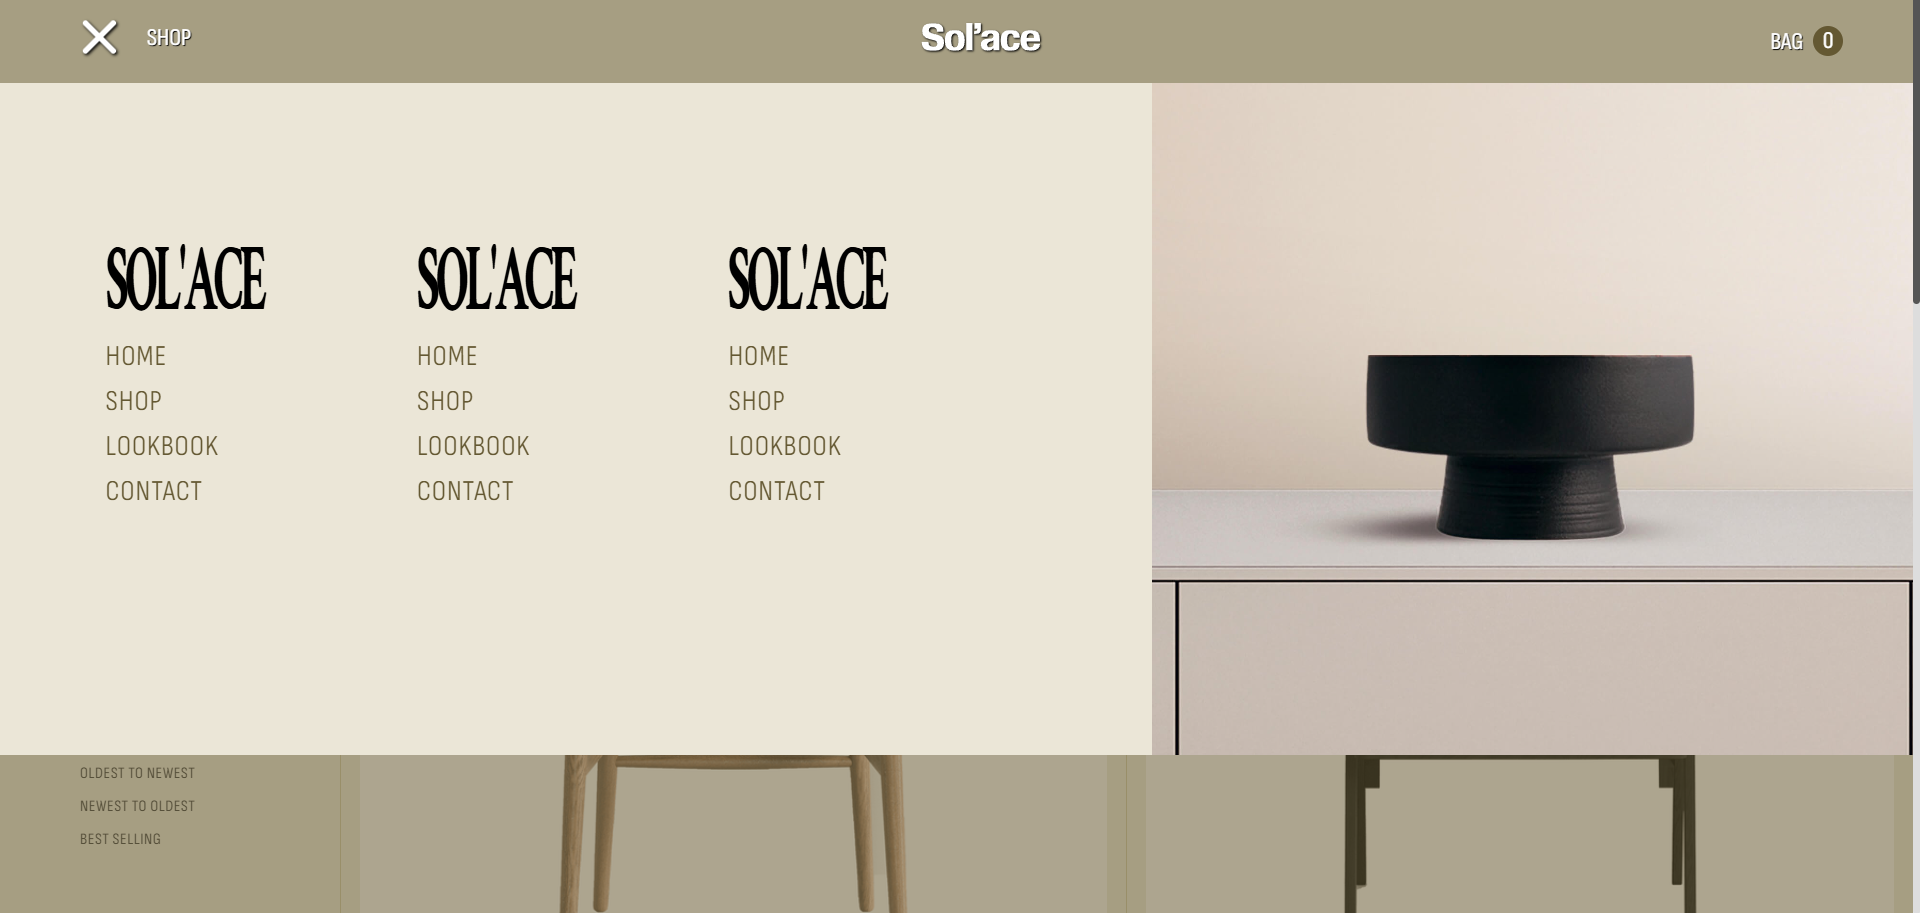 SHOP
Sol'ace
BAG 0
SOL'ACE
HOME
SHOP
LOOKBOOK
CONTACT
SOL'ACE
HOME
SHOP
LOOKBOOK
CONTACT
SOL'ACE
HOME
SHOP
LOOKBOOK
CONTACT
OLDEST TO NEWEST
NEWEST TO OLDEST
BEST SELLING